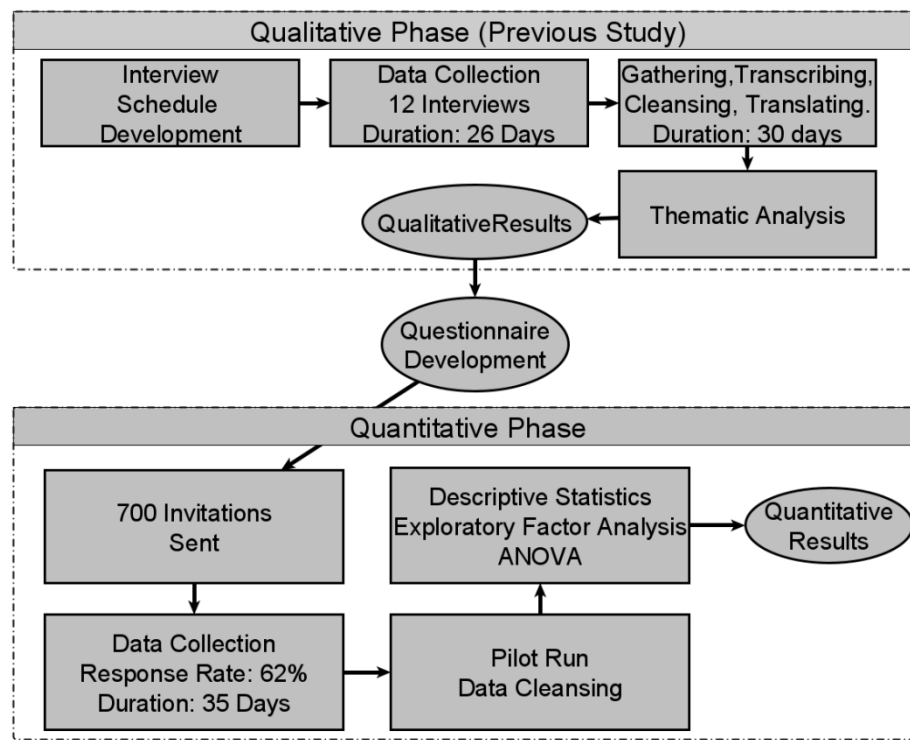 Qualitative Phase (Previous Study)
Interview
Schedule
Development
Data Collection
12 Interviews
Duration: 26 Days
Gathering,Transcribing,
Cleansing, Translating.
Duration: 30 days
Thematic Analysis
QualitativeResults
Questionnaire
Development
Quantitative Phase
700 Invitations
Sent
Data Collection
Response Rate: 62%
Duration: 35 Days
Pilot Run
Data Cleansing
Descriptive Statistics
Exploratory Factor Analysis
ANOVA
Quantitative
Results